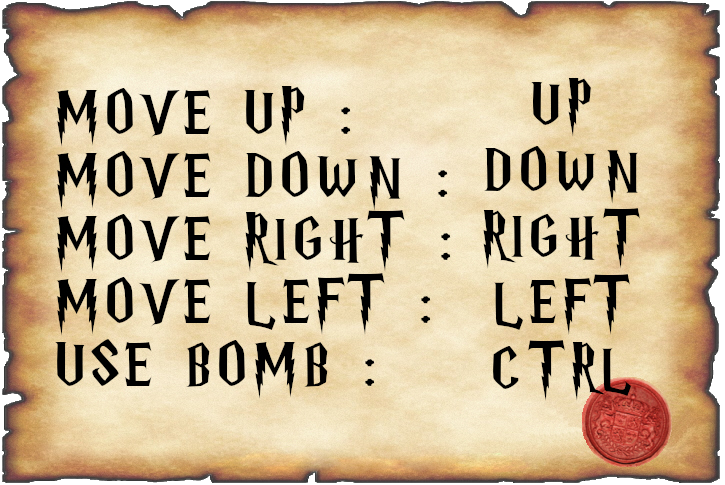 MOVE UP : UP
MOVE DOWN : DOWN
MOVE RIGHT : RIGHT
MOVE LEFT : LEFT
USE BOMB : CTRL